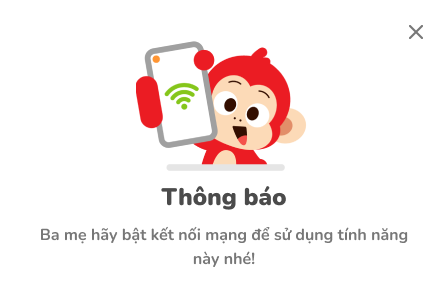 Thông báo
Ba mẹ hãy bật kết nối mạng để sử dụng tính năng
này nhé!